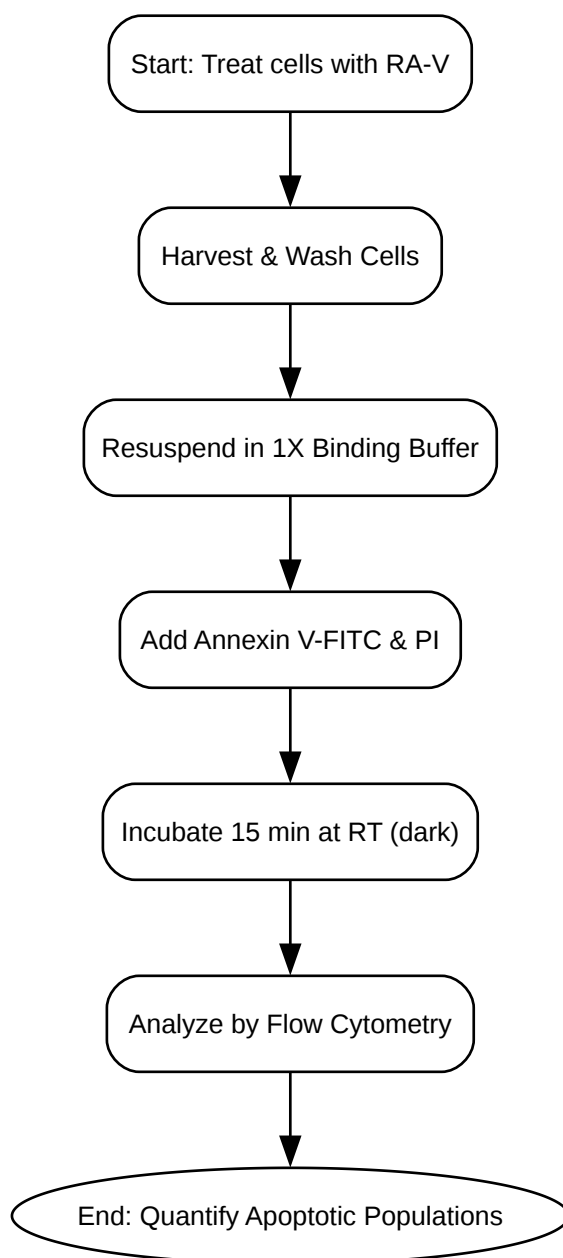 Start: Treat cells with RA-V
Harvest & Wash Cells
Resuspend in 1X Binding Buffer
Add Annexin V-FITC & PI
Incubate 15 min at RT (dark)
Analyze by Flow Cytometry
End: Quantify Apoptotic Populations